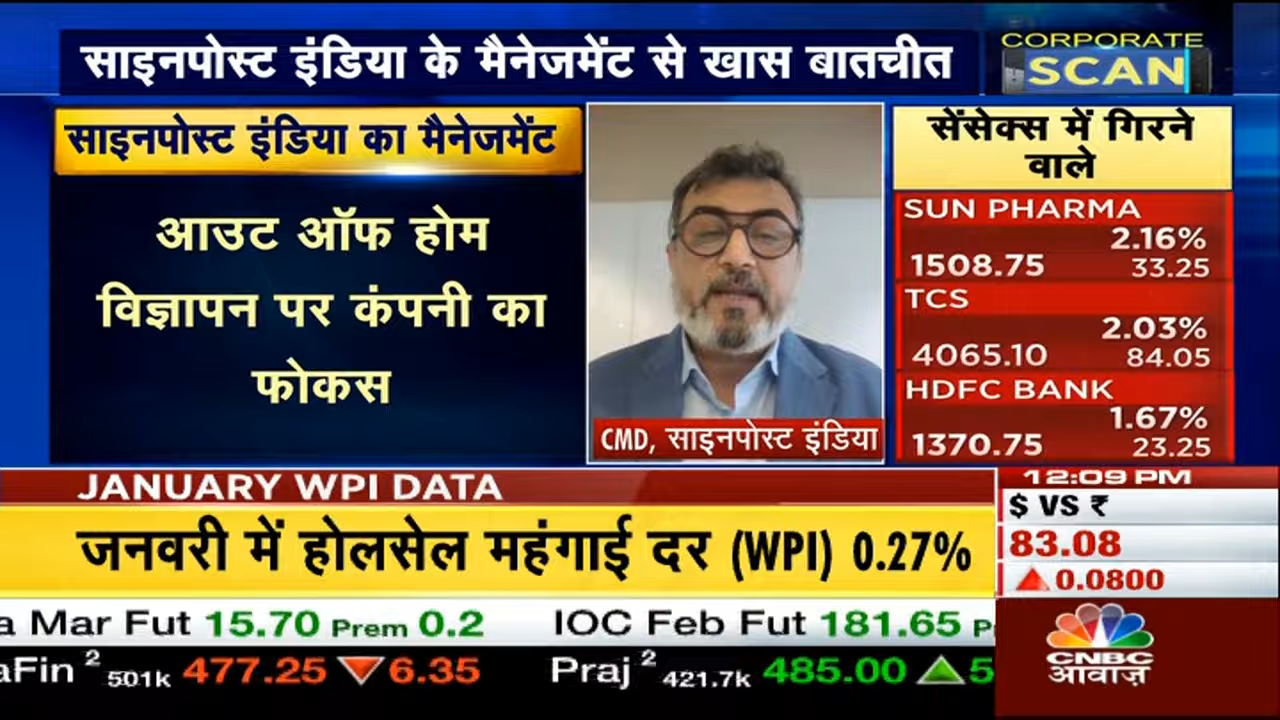 साइनपोस्ट इंडिया के मैनेजमेंट से खास बातचीत
CORPORATE
SCAN
साइनपोस्ट इंडिया का मैनेजमेंट
आउट ऑफ होम
विज्ञापन पर कंपनी का
फोकस
CMD, साइनपोस्ट इंडिया
सेंसेक्स में गिरने
वाले
SUN PHARMA
2.16%
1508.75 33.25
TCS
2.03%
4065.10 84.05
HDFC BANK
1.67%
1370.75 23.25
JANUARY WPI DATA
जनवरी में होलसेल महंगाई दर (WPI) 0.27%
12:09 PM
$ VS ₹
83.08
0.0800
a Mar Fut 15.70 Prem 0.2 IOC Feb Fut 181.65
aFin 2 501k 477.25 6.35 Praj 2 421.7k 485.00 5
CNBC
आवाज़